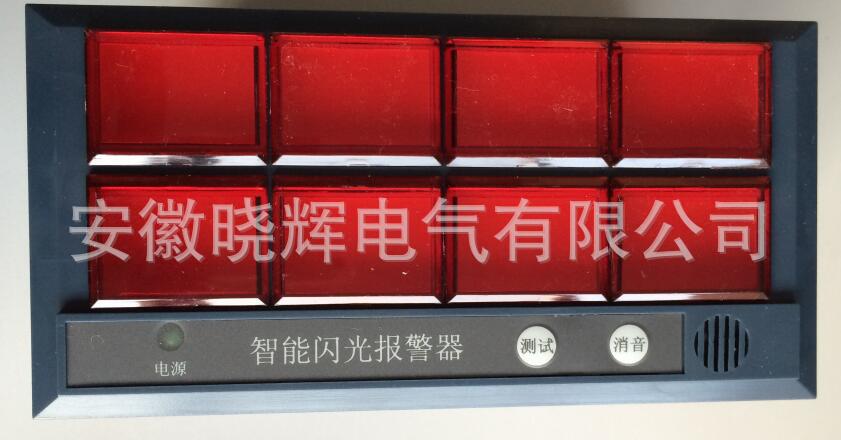 安徽晓辉电气有限公司
电源 智能闪光报警器 测试 消音